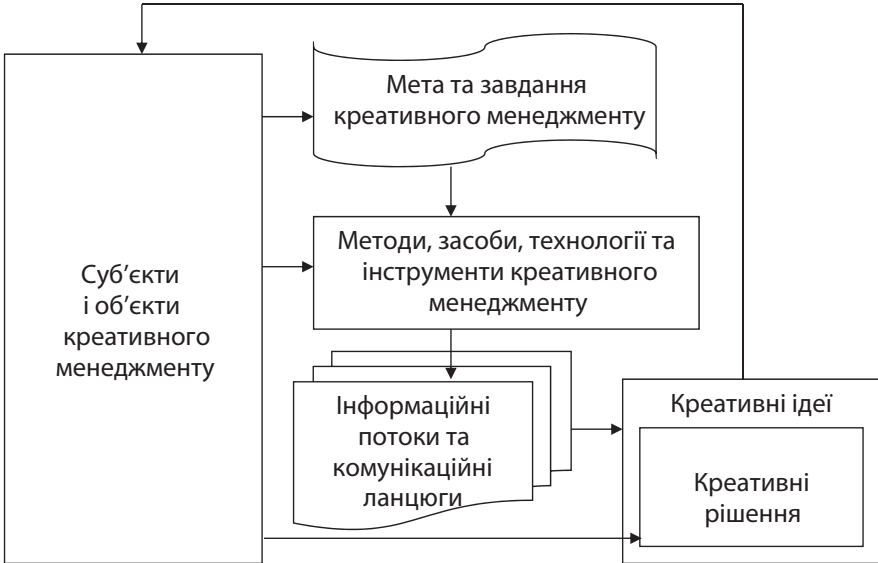 Мета та завдання
креативного менеджменту
Методи, засоби, технології та
інструменти креативного
менеджменту
Суб’єкти
і об’єкти
креативного
менеджменту
Інформаційні
потоки та
комунікаційні
ланцюги
Креативні ідеї
Креативні
рішення